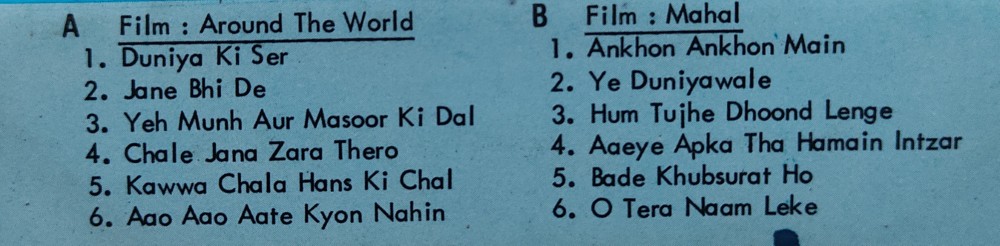 A Film : Around The World
1. Duniya Ki Ser
2. Jane Bhi De
3. Yeh Munh Aur Masoor Ki Dal
4. Chale Jana Zara Thero
5. Kawwa Chala Hans Ki Chal
6. Aao Aao Aate Kyon Nahin
B Film : Mahal
1. Ankhon Ankhon Main
2. Ye Duniyawale
3. Hum Tujhe Dhoond Lenge
4. Aaeye Apka Tha Hamain Intzar
5. Bade Khubsurat Ho
6. O Tera Naam Leke